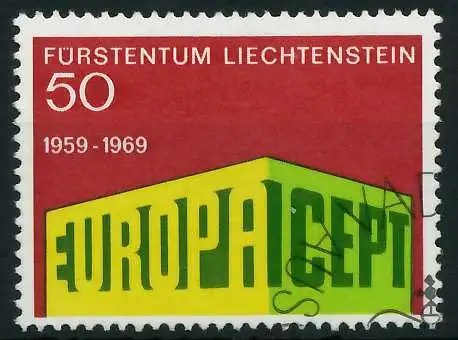 FÜRSTENTUM LIECHTENSTEIN
50
1959-1969
EUROPA CEPT